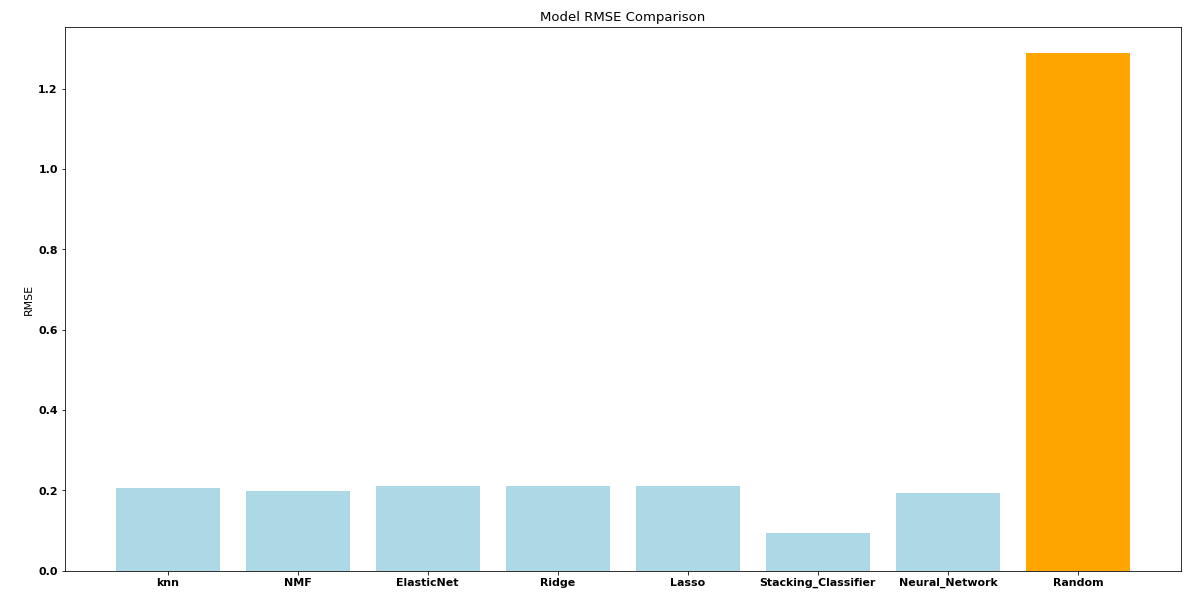 Model RMSE Comparison
RMSE
1.2
1.0
0.8
0.6
0.4
0.2
0.0
knn NMF ElasticNet Ridge Lasso Stacking_Classifier Neural_Network Random